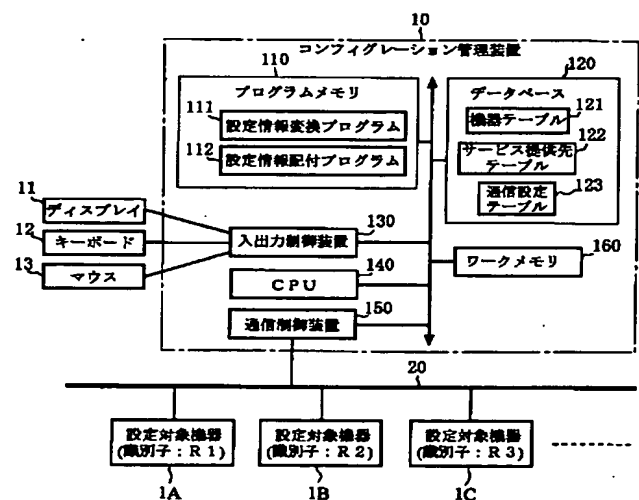 10
コンフィグレーション管理装置
110
プログラムメモリ
111
設定情報変換プログラム
112
設定情報配付プログラム
120
データベース
121
機器テーブル
122
サービス提供先
テーブル
通信設定
テーブル
123
11
ディスプレイ
12
キーボード
13
マウス
130
入出力制御装置
140
CPU
150
通信制御装置
ワークメモリ
160
20
設定対象機器
(識別子:R1)
設定対象機器
(識別子:R2)
設定対象機器
(識別子:R3)
1A
1B
1C